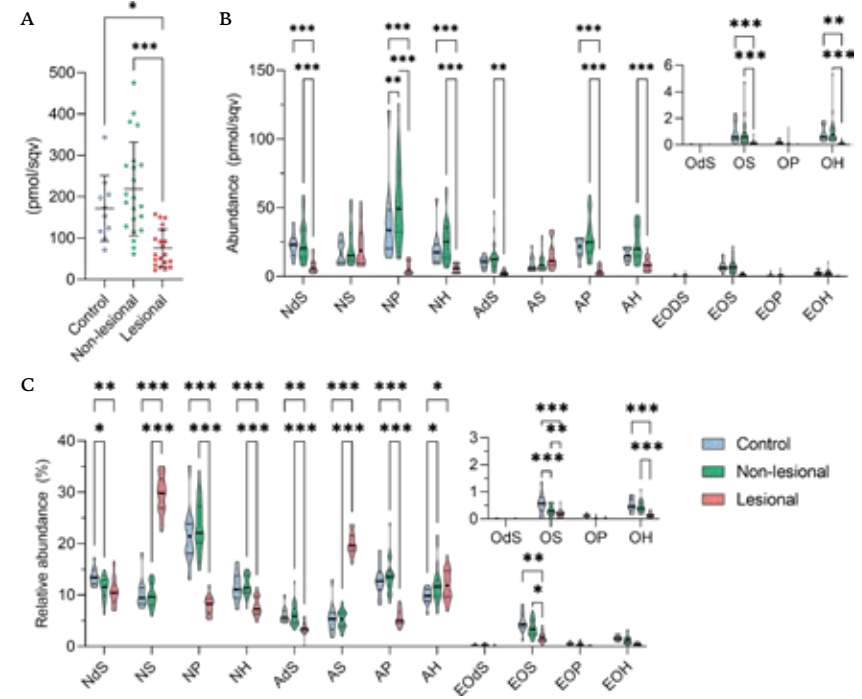 A
* 
***
500
400
300
200
100
0
(pmol/sqv)
Control
Non-lesional
Lesional
B
*** *** *** *** *** **
*** *** *** ** *** *** ***
**
150
100
50
0
Abundance (pmol/sqv)
NdS NS NP NH AdS AS AP AH EODS EOS EOP EOH
6
4
2
0
OdS OS OP OH
C
** *** *** *** ** *** *** * *** ***
* *** *** *** *** *** * ** ***
***
40
30
20
10
0
Relative abundance (%)
** 
*
NdS NS NP NH AdS AS AP AH EOdS EOS EOP EOH
3
2
1
0
OdS OS OP OH
Control
Non-lesional
Lesional